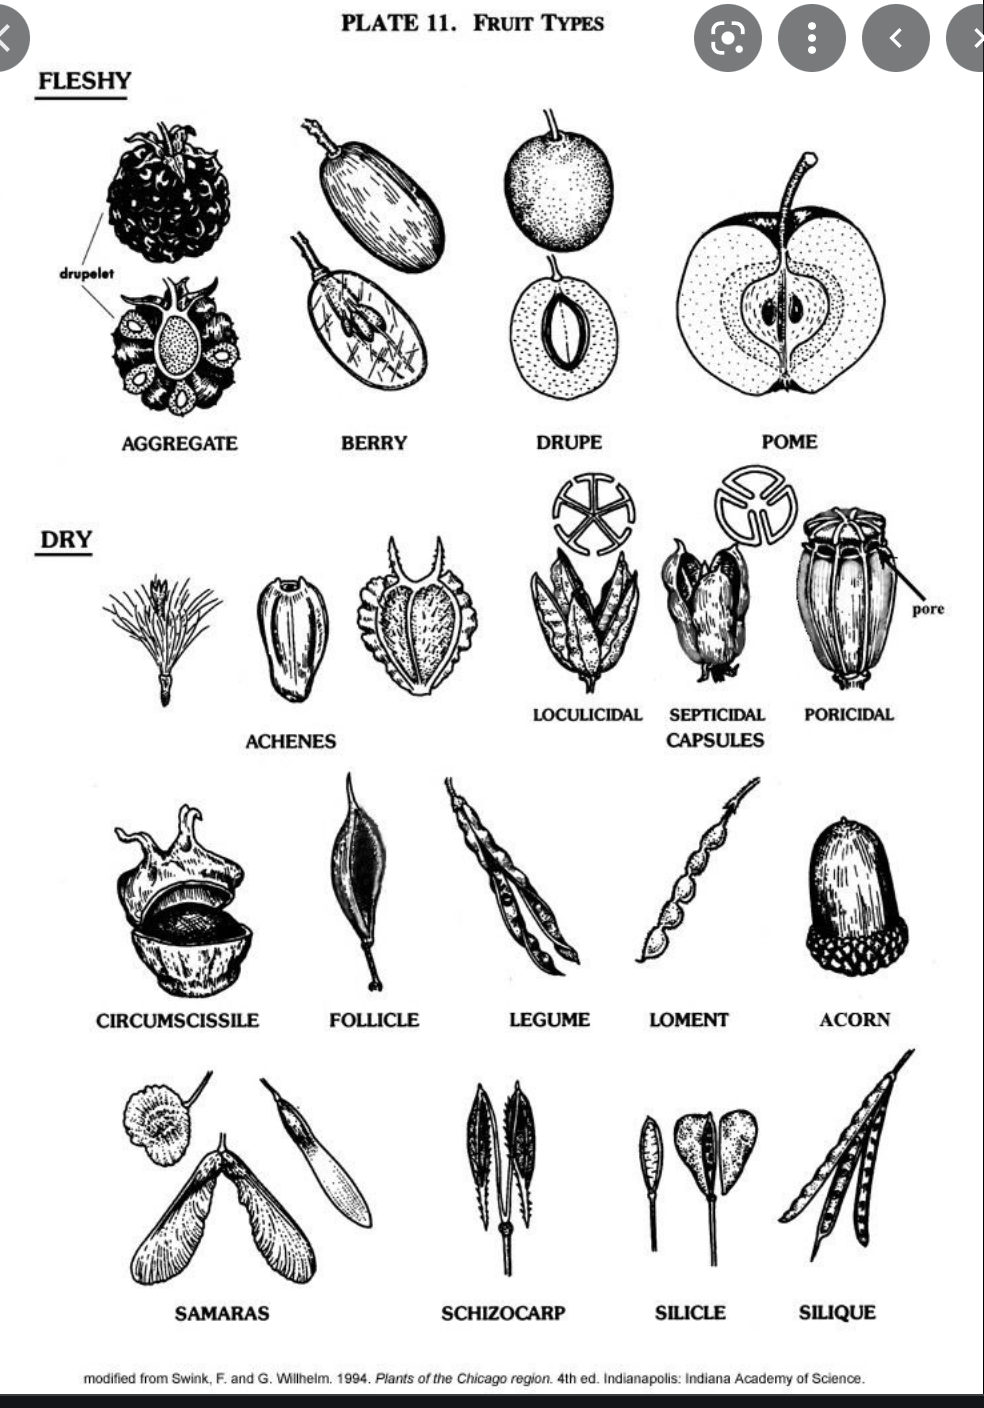 PLATE 11. FRUIT TYPES
FLESHY
drupelet
AGGREGATE
BERRY
DRUPE
POME
DRY
pore
LOCULICIDAL
SEPTICIDAL
PORICIDAL
CAPSULES
ACHENES
CIRCUMSCISSILE
FOLLICLE
LEGUME
LOMENT
ACORN
SAMARAS
SCHIZOCARP
SILICLE
SILIQUE
modified from Swink, F. and G. Willhelm. 1994. Plants of the Chicago region. 4th ed. Indianapolis: Indiana Academy of Science.